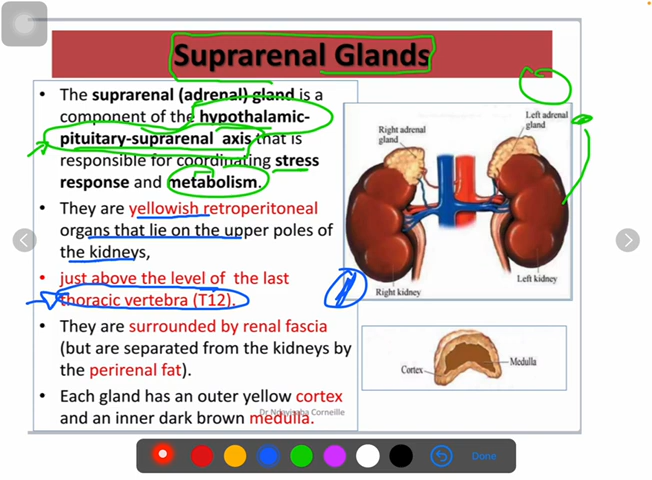 Suprarenal Glands
• The suprarenal (adrenal) gland is a
component of the hypothalamic-
pituitary-suprarenal axis that is
responsible for coordinating stress
response and metabolism.
• They are yellowish retroperitoneal
organs that lie on the upper poles of
the kidneys,
• just above the level of the last
thoracic vertebra (T12).
• They are surrounded by renal fascia
(but are separated from the kidneys by
the perirenal fat).
• Each gland has an outer yellow cortex
and an inner dark brown medulla.
Dr Ndayisaba Corneille
Right adrenal
gland
Left adrenal
gland
Right kidney
Left kidney
Cortex
Medulla
Done